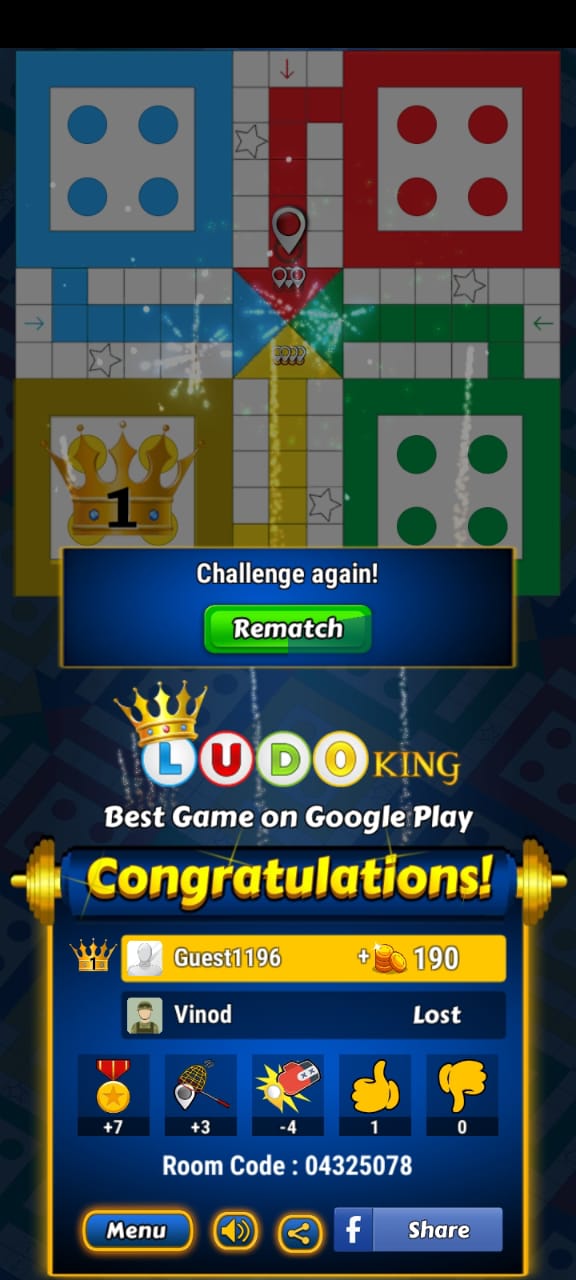 1
Challenge again!
Rematch
LUDO KING
Best Game on Google Play
Congratulations!
1 Guest1196 + 190
Vinod Lost
+7 +3 -4 1 0
Room Code : 04325078
Menu f Share